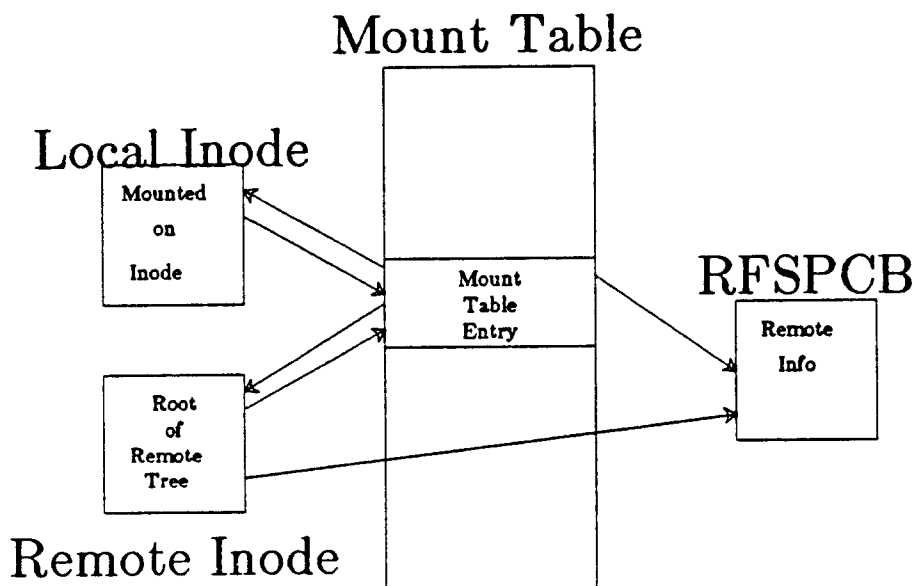 Mount Table
Local Inode
Mounted
on
Inode
Mount
Table
Entry
RFSPCB
Remote
Info
Root
of
Remote
Tree
Remote Inode